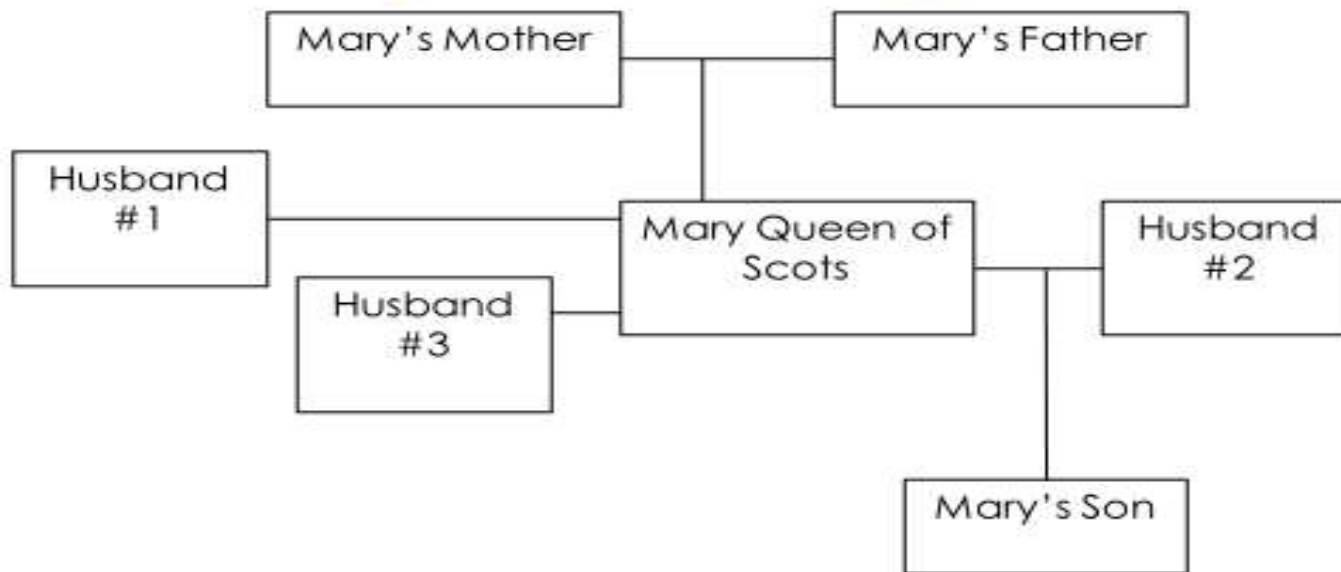 Mary's Mother
Mary's Father
Husband
#1
Mary Queen of
Scots
Husband
#2
Husband
#3
Mary's Son